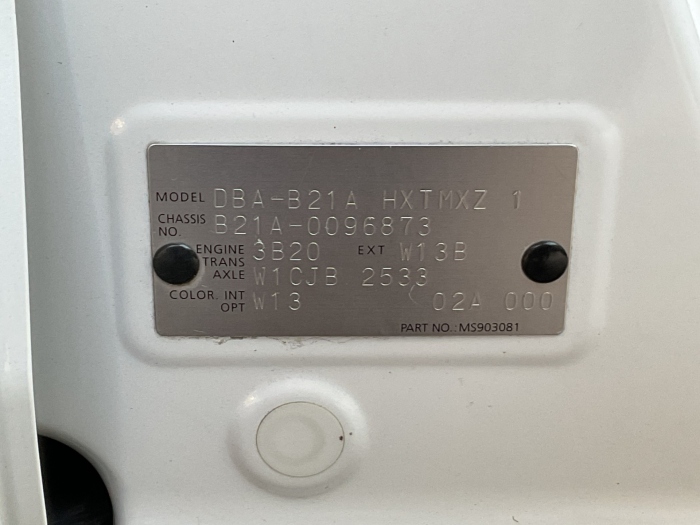 MODEL DBA-B21A HXTMXZ 1
CHASSIS NO. B21A-0096873
ENGINE 3B20 EXT W13B
TRANS AXLE W1CJB 2533
COLOR. INT OPT W13 02A 000
PART NO.: MS903081